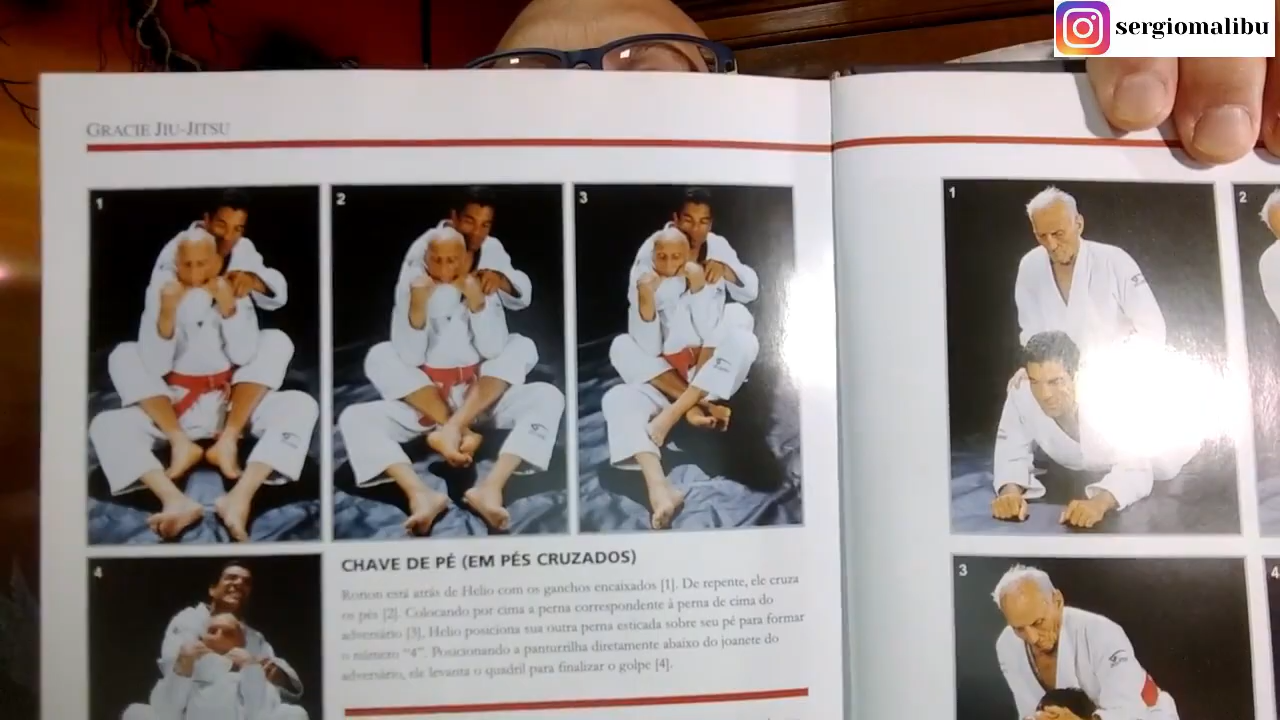 sergiomalibu
GRACIE JIU-JITSU
1
2
3
1
2
4
CHAVE DE PÉ (EM PÉS CRUZADOS)
Rorion está atrás de Helio com os ganchos encaixados [1]. De repente, ele cruza
os pés [2]. Colocando por cima a perna correspondente à perna de cima do
adversário [3], Helio posiciona sua outra perna esticada sobre seu pé para formar
o número "4". Posicionando a panturrilha diretamente abaixo do joanete do
adversário, ele levanta o quadril para finalizar o golpe [4].
3
4